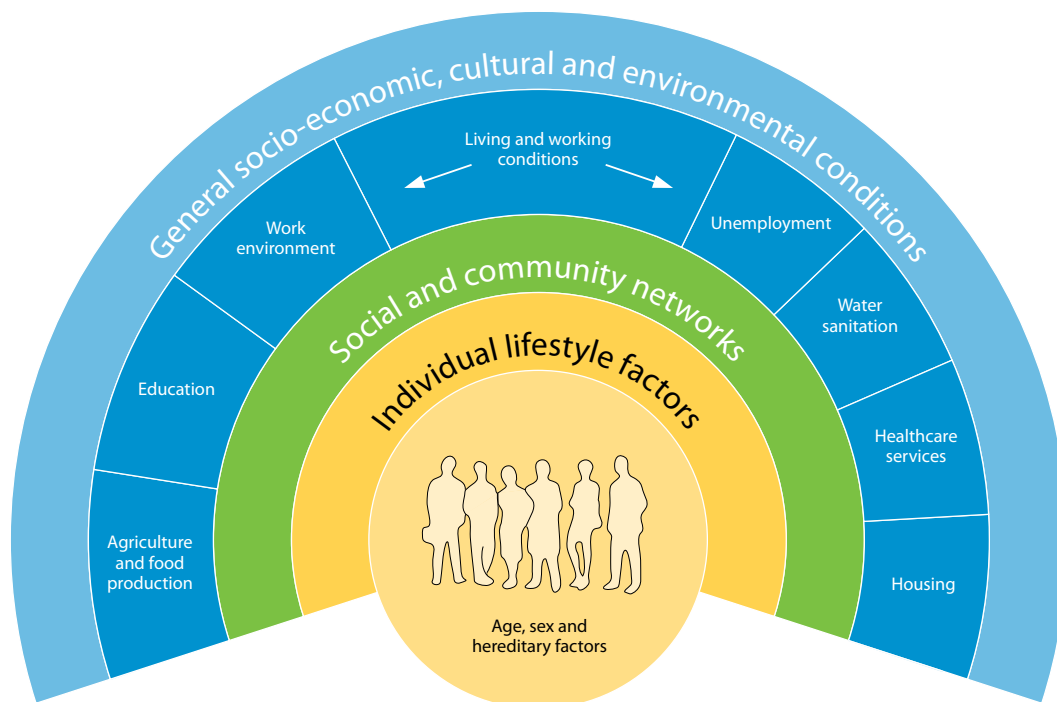 General socio-economic, cultural and environmental conditions
Living and working
conditions
Work
environment
Unemployment
Education
Water
sanitation
Agriculture
and food
production
Healthcare
services
Housing
Social and community networks
Individual lifestyle factors
Age, sex and
hereditary factors